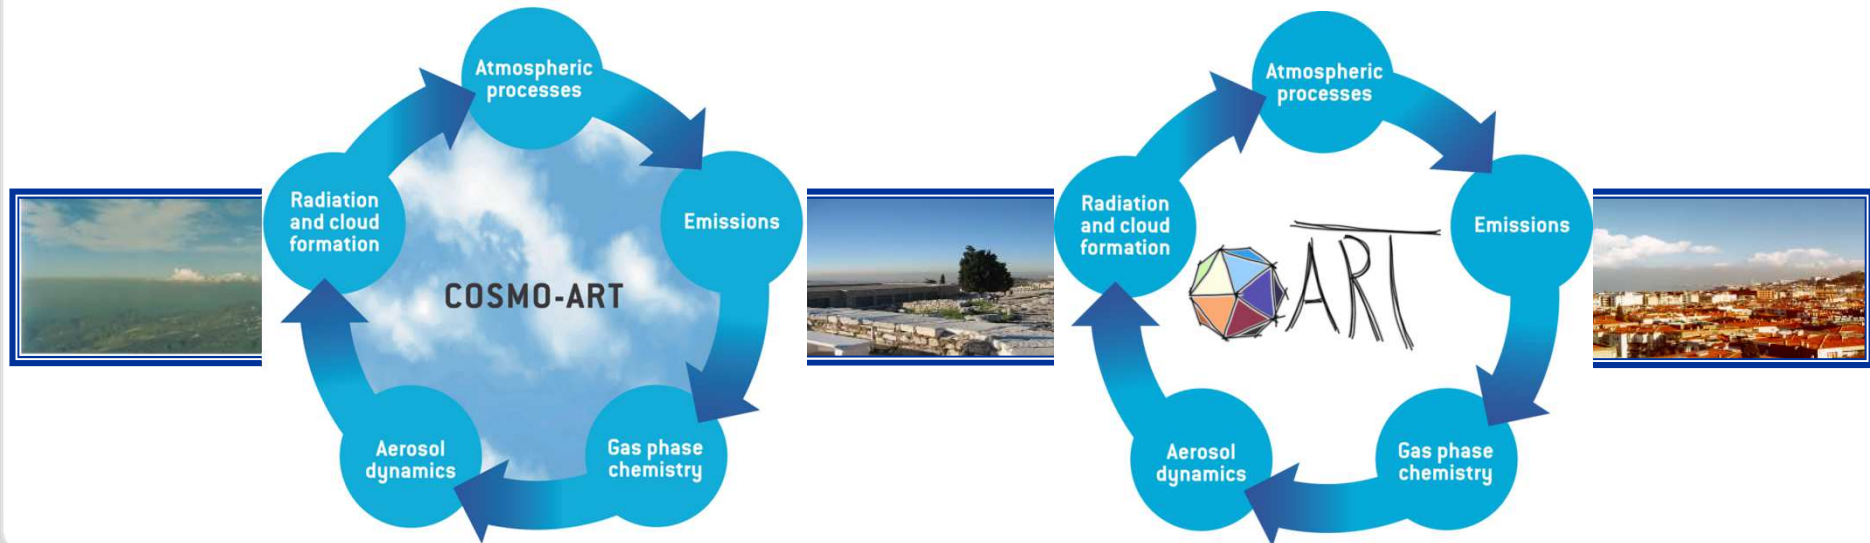 Atmospheric
processes
Emissions
Gas phase
chemistry
Aerosol
dynamics
Radiation
and cloud
formation
COSMO-ART
Atmospheric
processes
Emissions
Gas phase
chemistry
Aerosol
dynamics
Radiation
and cloud
formation
ART